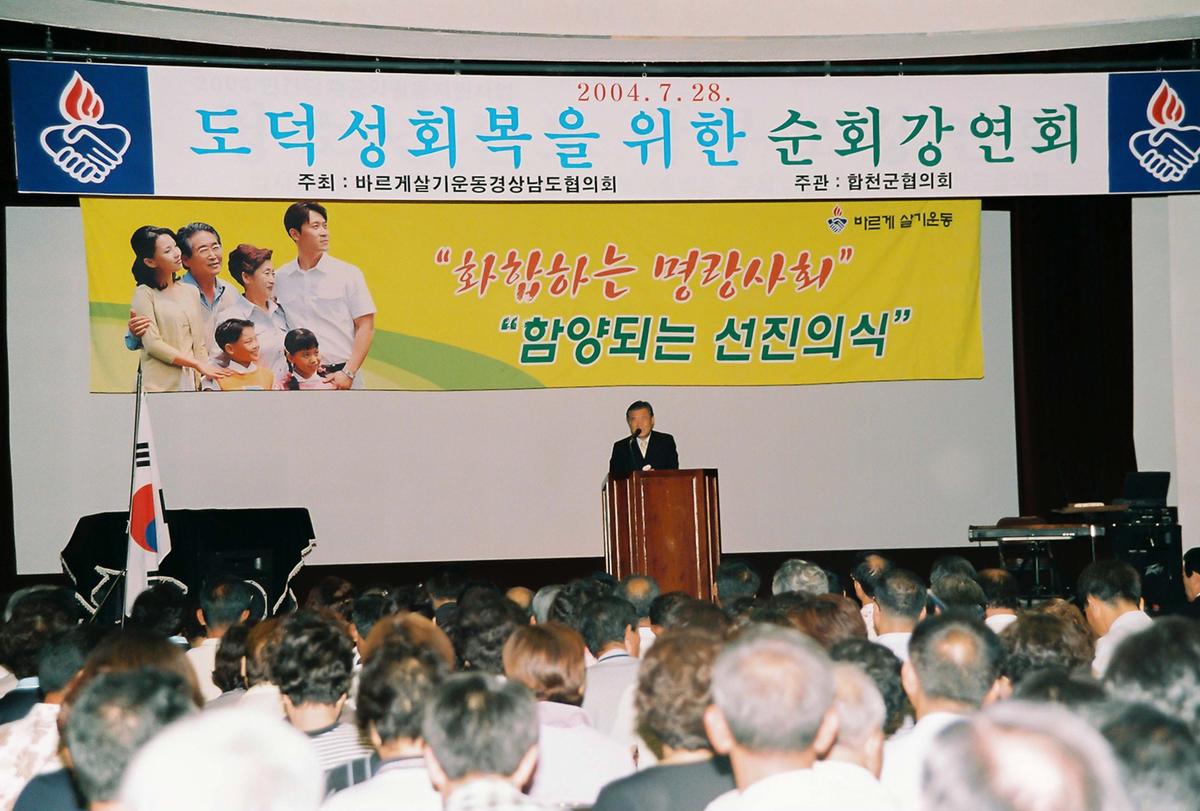 2004.7.28.
도덕성회복을 위한 순회강연회
주최 : 바르게살기운동경상남도협의회 주관 : 합천군협의회
바르게 살기운동
“화합하는 명랑사회”
“함양되는 선진의식”
PEAVEY